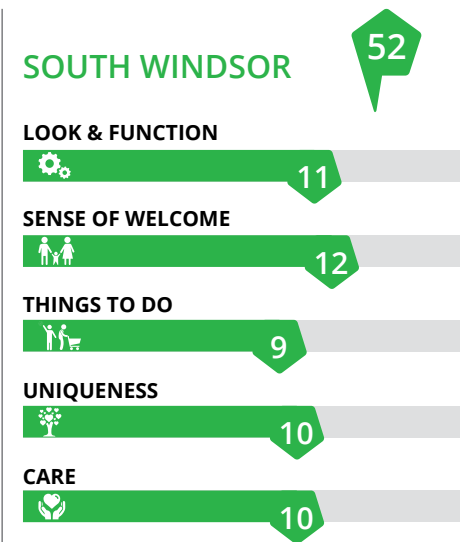 SOUTH WINDSOR
52
LOOK & FUNCTION
11
SENSE OF WELCOME
12
THINGS TO DO
9
UNIQUENESS
10
CARE
10